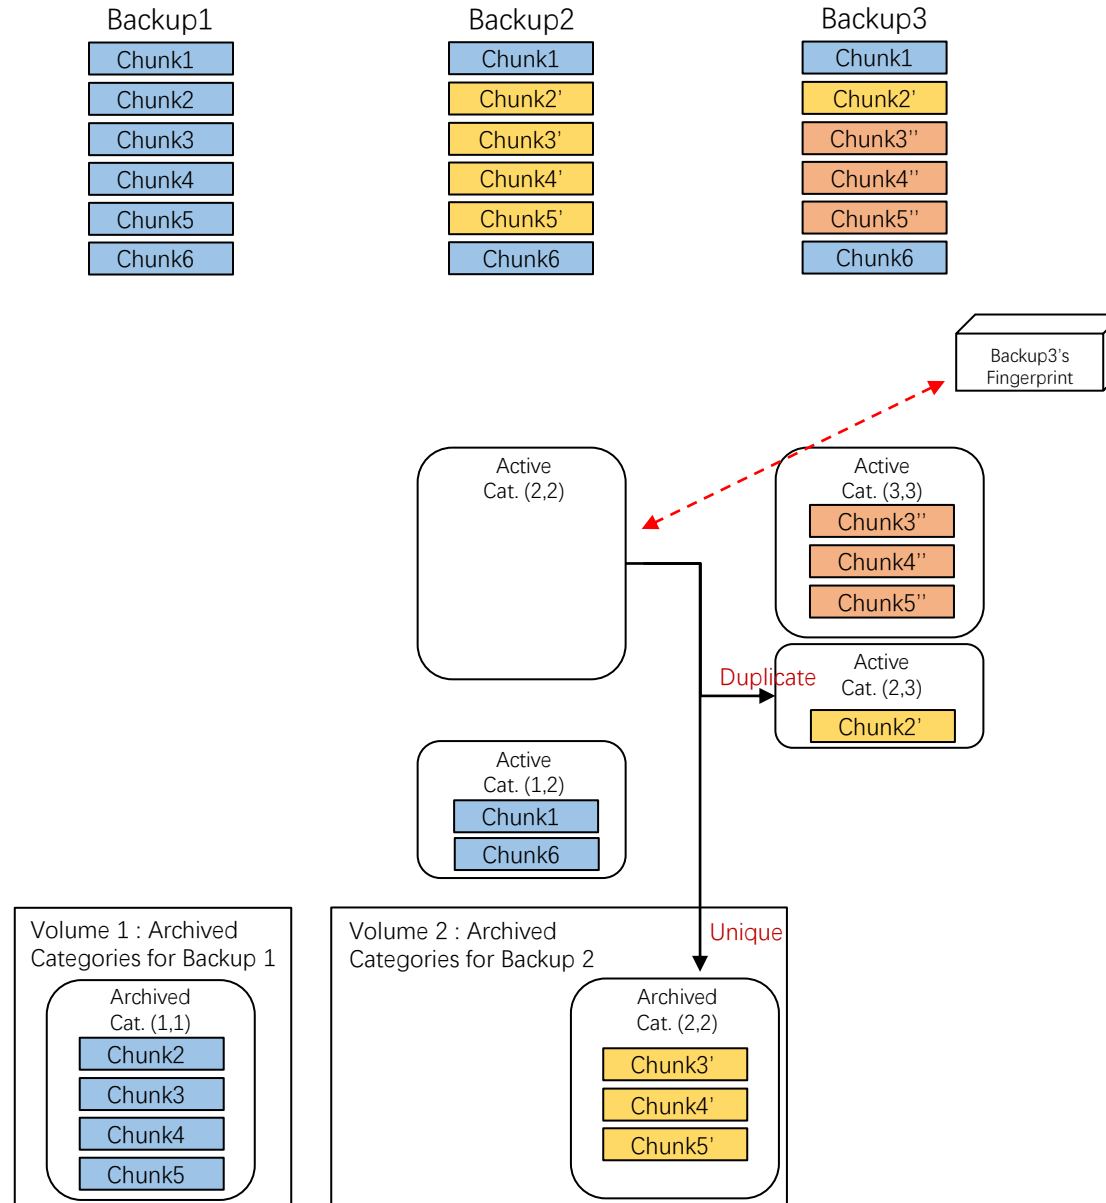 Backup1
Chunk1
Chunk2
Chunk3
Chunk4
Chunk5
Chunk6
Backup2
Chunk1
Chunk2’
Chunk3’
Chunk4’
Chunk5’
Chunk6
Backup3
Chunk1
Chunk2’
Chunk3’’
Chunk4’’
Chunk5’’
Chunk6
Backup3’s
Fingerprint
Active
Cat. (2,2)
Active
Cat. (3,3)
Chunk3’’
Chunk4’’
Chunk5’’
Duplicate
Active
Cat. (2,3)
Chunk2’
Active
Cat. (1,2)
Chunk1
Chunk6
Volume 1 : Archived
Categories for Backup 1
Archived
Cat. (1,1)
Chunk2
Chunk3
Chunk4
Chunk5
Volume 2 : Archived
Categories for Backup 2
Unique
Archived
Cat. (2,2)
Chunk3’
Chunk4’
Chunk5’